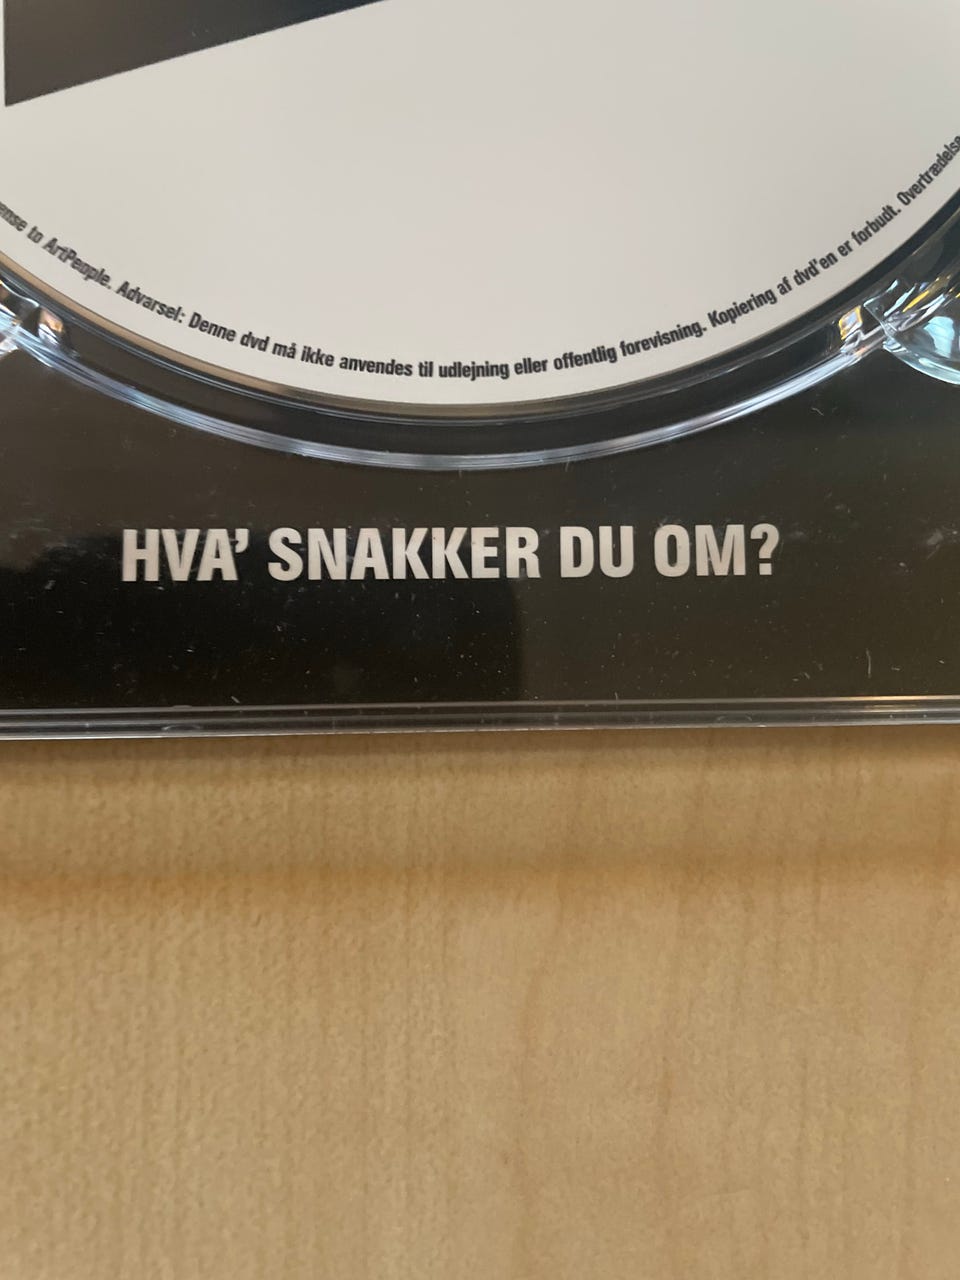 to ArtPeople. Advarsel: Denne dvd må ikke anvendes til udlejning eller offentlig forevisning. Kopiering af dvd'en er forbudt. Overtrædelse
HVA' SNAKKER DU OM?